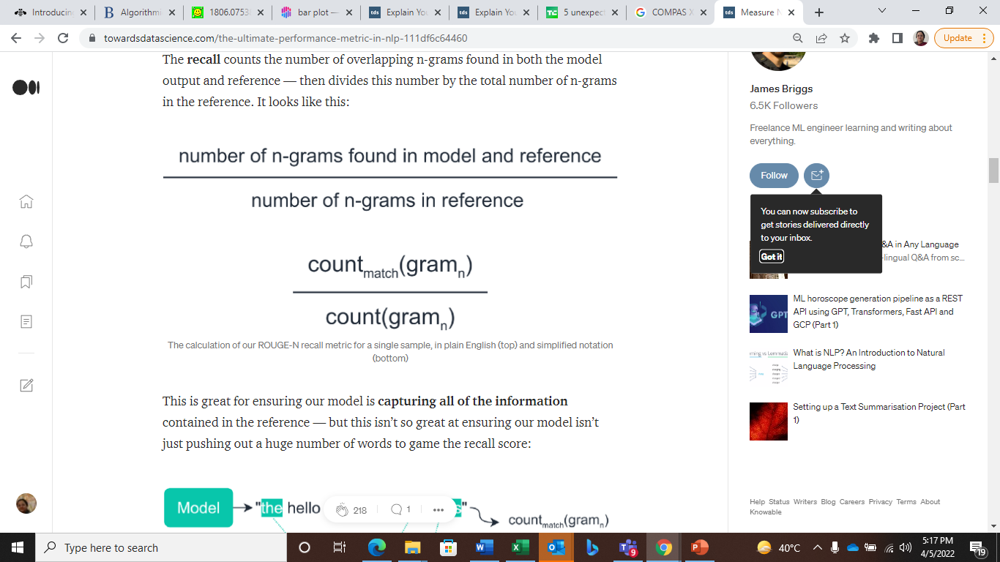 Introducin
Algorithmi
1806.0753
bar plot —
Explain You
Explain You
5 unexpect
COMPAS X
Measure N
towardsdatascience.com/the-ultimate-performance-metric-in-nlp-111df6c64460
Update
The recall counts the number of overlapping n-grams found in both the model
output and reference — then divides this number by the total number of n-grams
in the reference. It looks like this:
number of n-grams found in model and reference
number of n-grams in reference
countmatch(gramn)
count(gramn)
The calculation of our ROUGE-N recall metric for a single sample, in plain English (top) and simplified notation
(bottom)
This is great for ensuring our model is capturing all of the information
contained in the reference — but this isn't so great at ensuring our model isn't
just pushing out a huge number of words to game the recall score:
Model
"the hello
s"
countmatch(gramn)
218
1
James Briggs
6.5K Followers
Freelance ML engineer learning and writing about
everything.
Follow
You can now subscribe to
get stories delivered directly
to your inbox.
Got it
&A in Any Language
-lingual Q&A from sc...
GPT
ML horoscope generation pipeline as a REST
API using GPT, Transformers, Fast API and
GCP (Part 1)
What is NLP? An Introduction to Natural
Language Processing
Setting up a Text Summarisation Project (Part
1)
Help Status Writers Blog Careers Privacy Terms About
Knowable
Type here to search
9
40°C
5:17 PM
4/5/2022
19